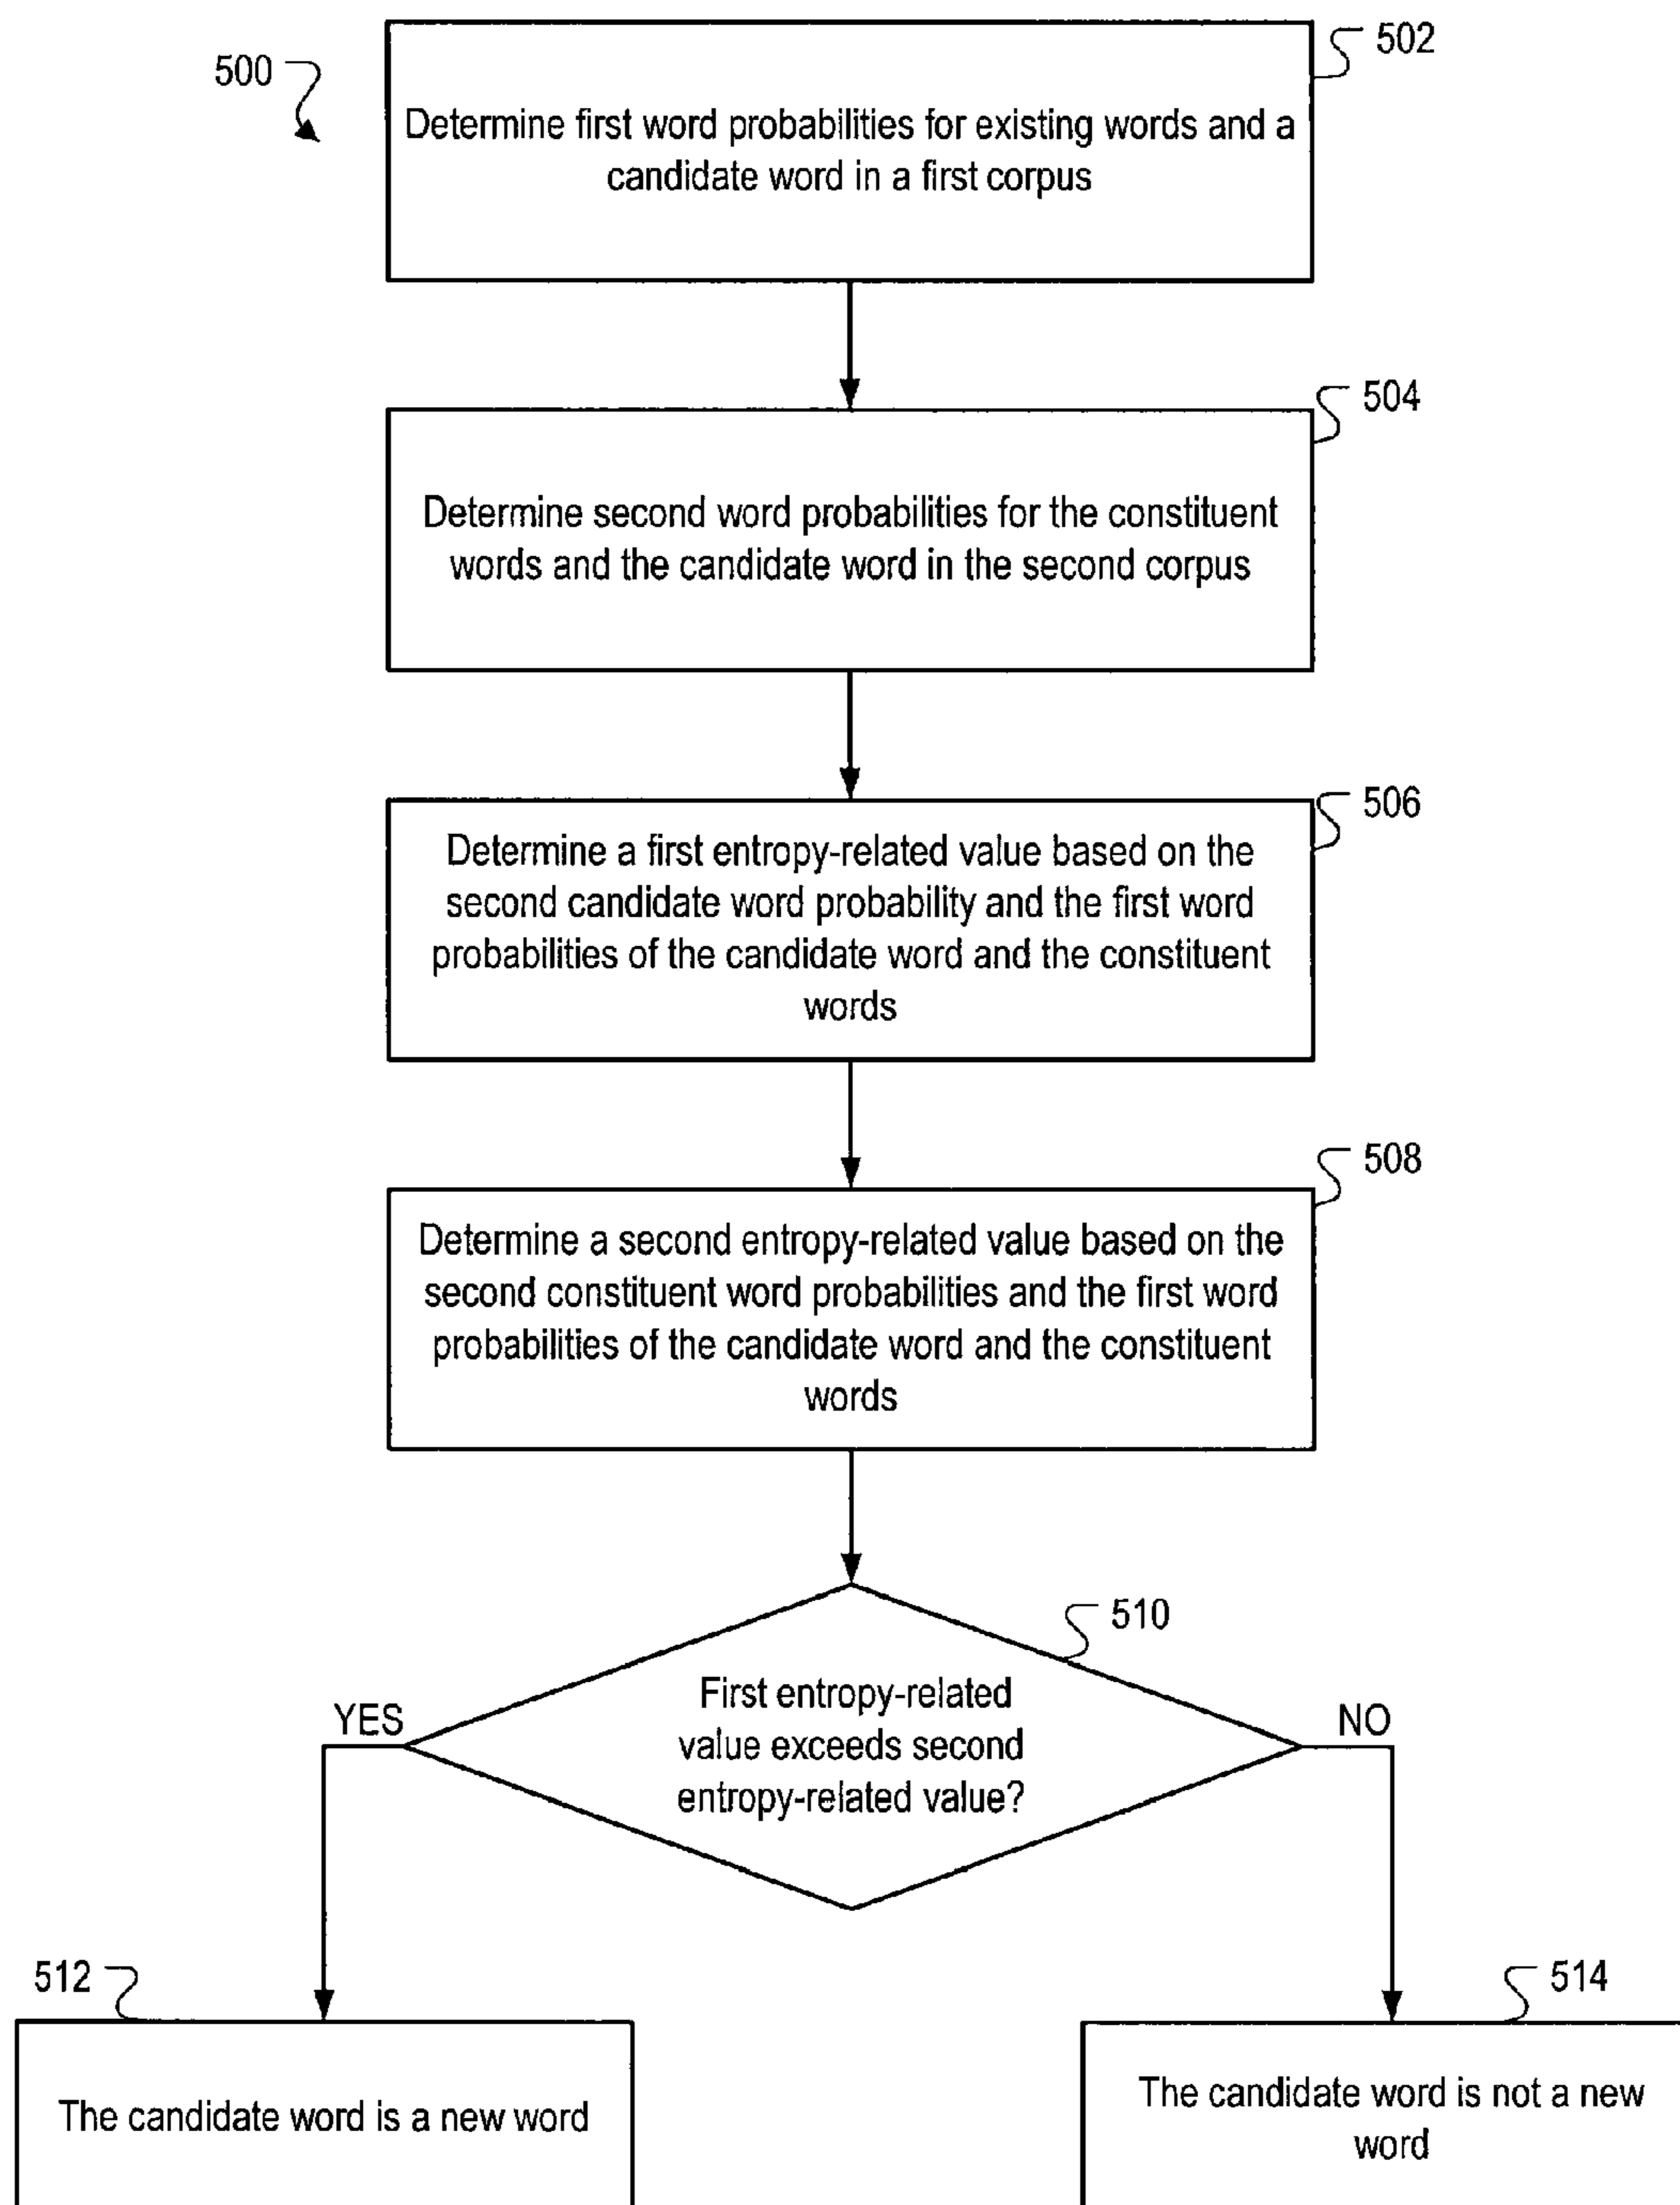 500
502
Determine first word probabilities for existing words and a
candidate word in a first corpus
504
Determine second word probabilities for the constituent
words and the candidate word in the second corpus
506
Determine a first entropy-related value based on the
second candidate word probability and the first word
probabilities of the candidate word and the constituent
words
508
Determine a second entropy-related value based on the
second constituent word probabilities and the first word
probabilities of the candidate word and the constituent
words
510
First entropy-related
value exceeds second
entropy-related value?
YES
NO
512
The candidate word is a new word
514
The candidate word is not a new
word